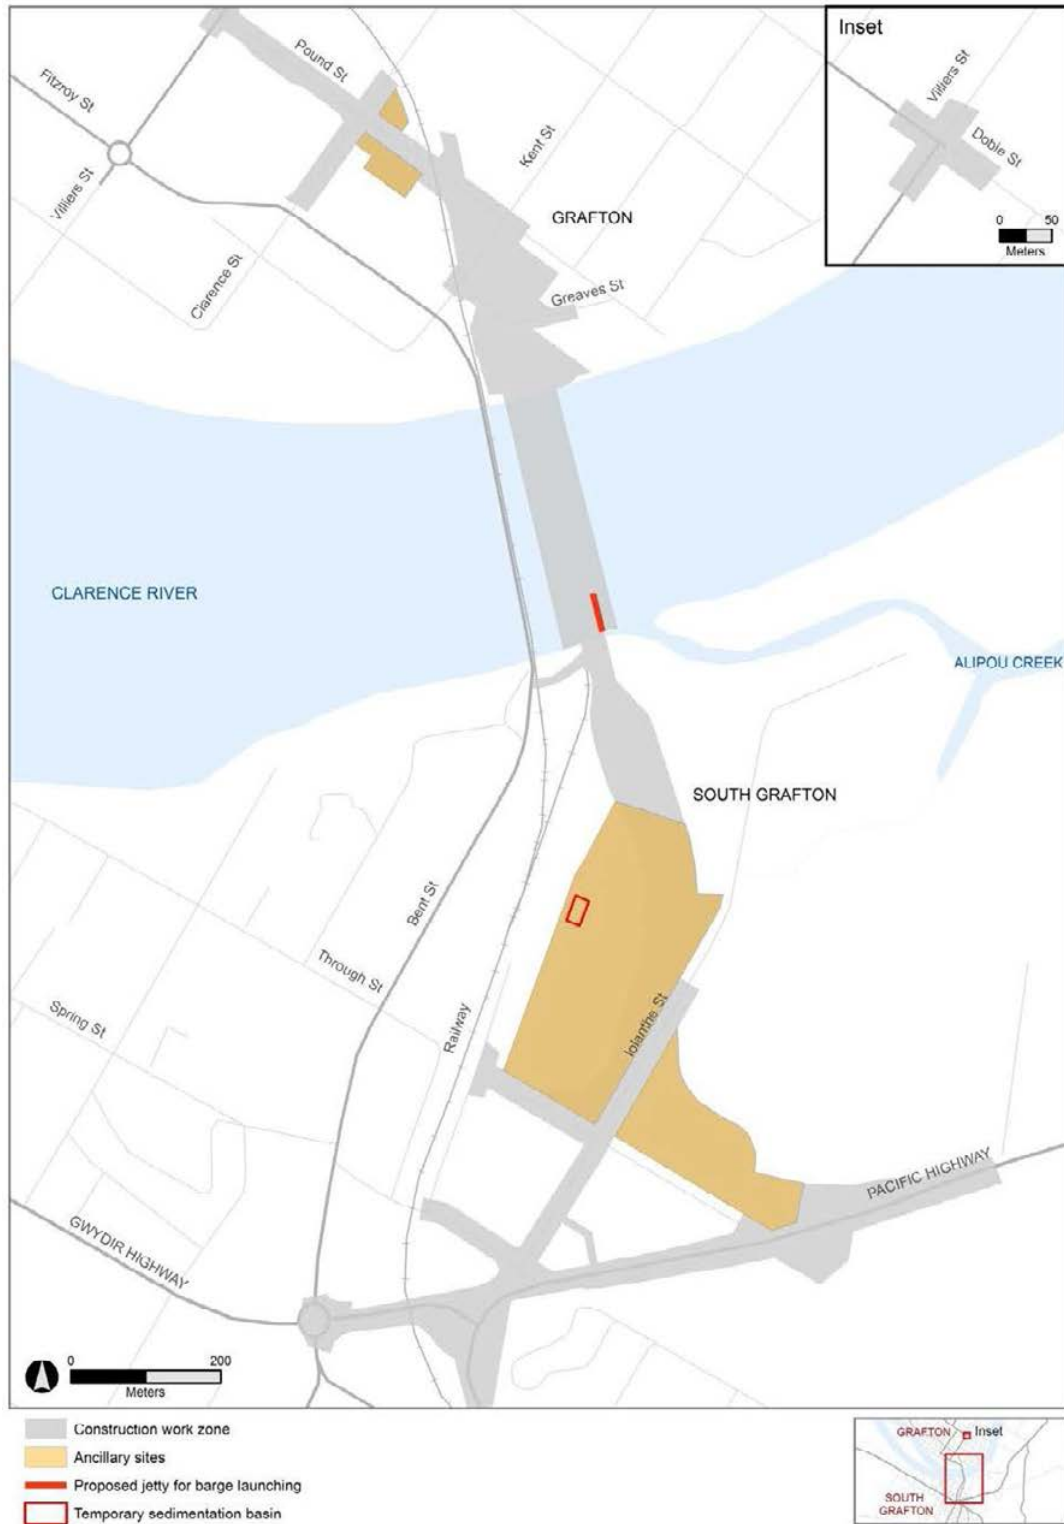 Inset
Villiers St
Doble St
0 50
Meters
Pound St
Fitzroy St
Kent St
Villiers St
GRAFTON
Clarence St
Greaves St
CLARENCE RIVER
ALIPOU CREEK
SOUTH GRAFTON
Bent St
Through St
Spring St
Railway
Iolanthe St
PACIFIC HIGHWAY
GWYDIR HIGHWAY
0 200
Meters
Construction work zone
Ancillary sites
Proposed jetty for barge launching
Temporary sedimentation basin
GRAFTON
Inset
SOUTH
GRAFTON